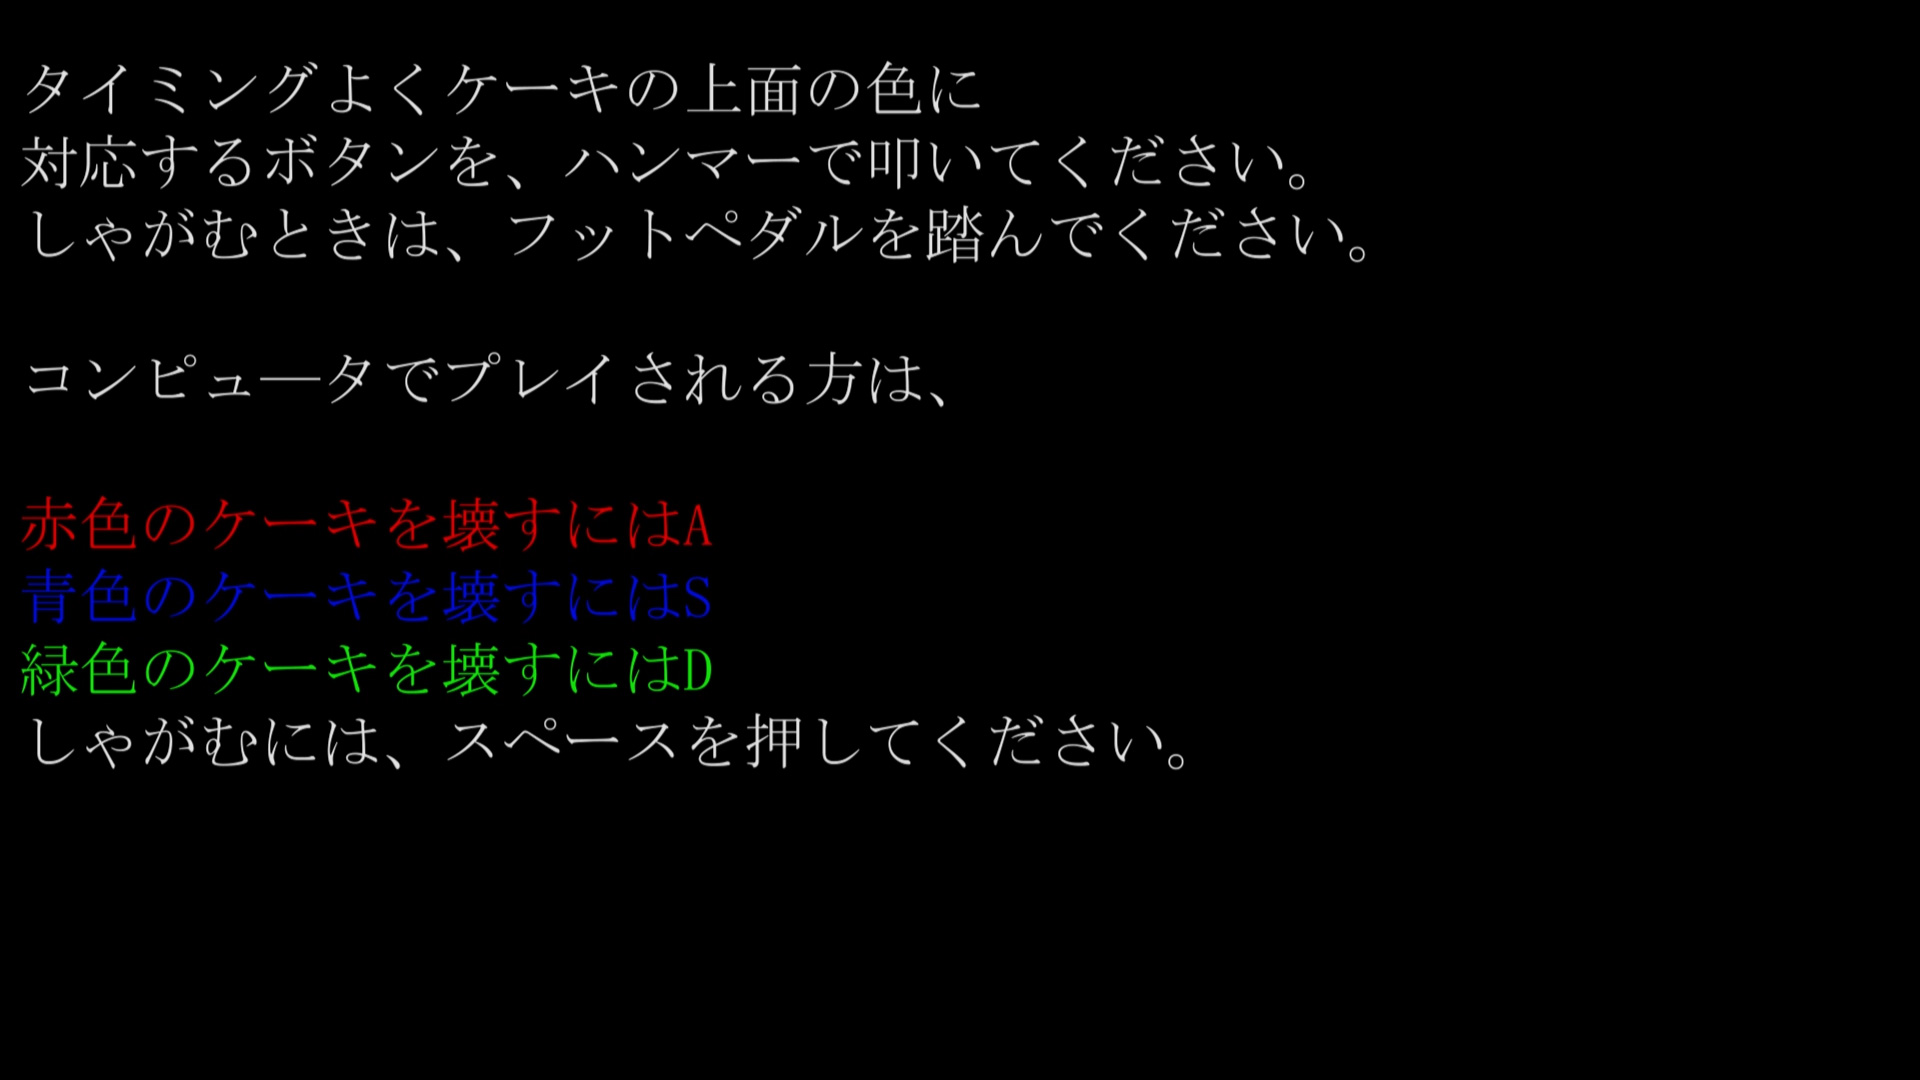 タイミングよくケーキの上面の色に
対応するボタンを、ハンマーで叩いてください。
しゃがむときは、フットペダルを踏んでください。
コンピュ―タでプレイされる方は、
赤色のケーキを壊すにはA
青色のケーキを壊すにはS
緑色のケーキを壊すにはD
しゃがむには、スペースを押してください。